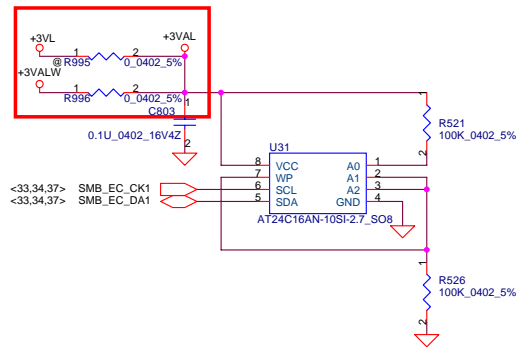 +3VL +3VAL
1 2
@R995 0_0402_5%
+3VALW
1 2
R996 0_0402_5%
C803 1
0.1U_0402_16V4Z
2
1
R521
100K_0402_5%
2
U31
8 VCC A0 1
7 WP A1 2
<33,34,37> SMB_EC_CK1 6 SCL A2 3
<33,34,37> SMB_EC_DA1 5 SDA GND 4
AT24C16AN-10SI-2.7_SO8
1
R526
100K_0402_5%
2